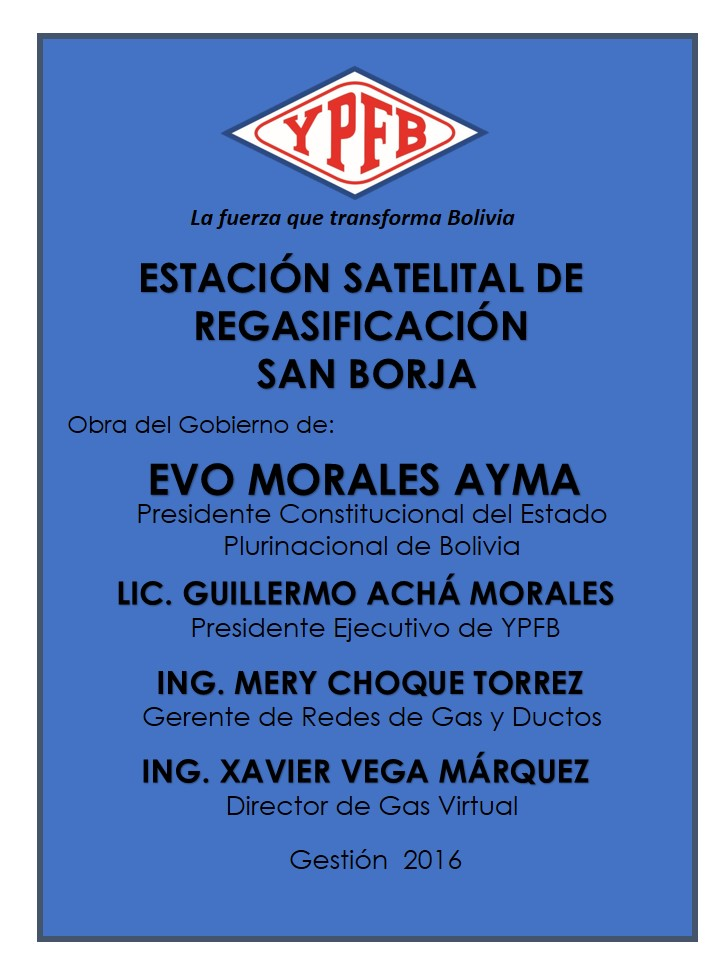 YPFB
La fuerza que transforma Bolivia
ESTACIÓN SATELITAL DE
REGASIFICACIÓN
SAN BORJA
Obra del Gobierno de:
EVO MORALES AYMA
Presidente Constitucional del Estado
Plurinacional de Bolivia
LIC. GUILLERMO ACHÁ MORALES
Presidente Ejecutivo de YPFB
ING. MERY CHOQUE TORREZ
Gerente de Redes de Gas y Ductos
ING. XAVIER VEGA MÁRQUEZ
Director de Gas Virtual
Gestión 2016